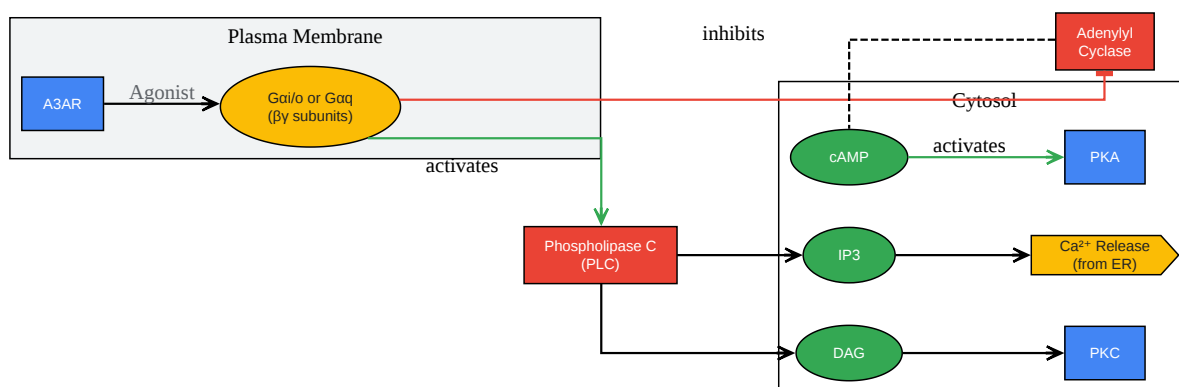 Plasma Membrane
inhibits
Adenylyl
Cyclase
A3AR
Agonist
Gαi/o or Gαq
(βγ subunits)
Cytosol
activates
cAMP
activates
PKA
Phospholipase C
(PLC)
IP3
Ca²⁺ Release
(from ER)
DAG
PKC